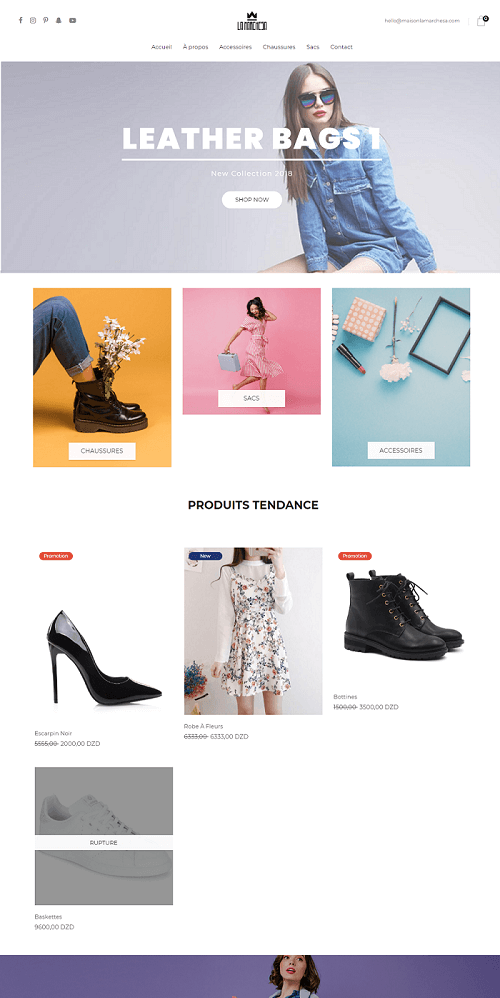 LA MARCHESA
hello@maisonlamarchesa.com
0
Accueil À propos Accessoires Chaussures Sacs Contact
LEATHER BAGS 1
New Collection 2018
SHOP NOW
CHAUSSURES
SACS
ACCESSOIRES
PRODUITS TENDANCE
Promotion
New
Promotion
Escarpin Noir
5555,00 2000,00 DZD
Robe À Fleurs
6333,00 6333,00 DZD
Bottines
1500,00 3500,00 DZD
RUPTURE
Baskettes
9600,00 DZD